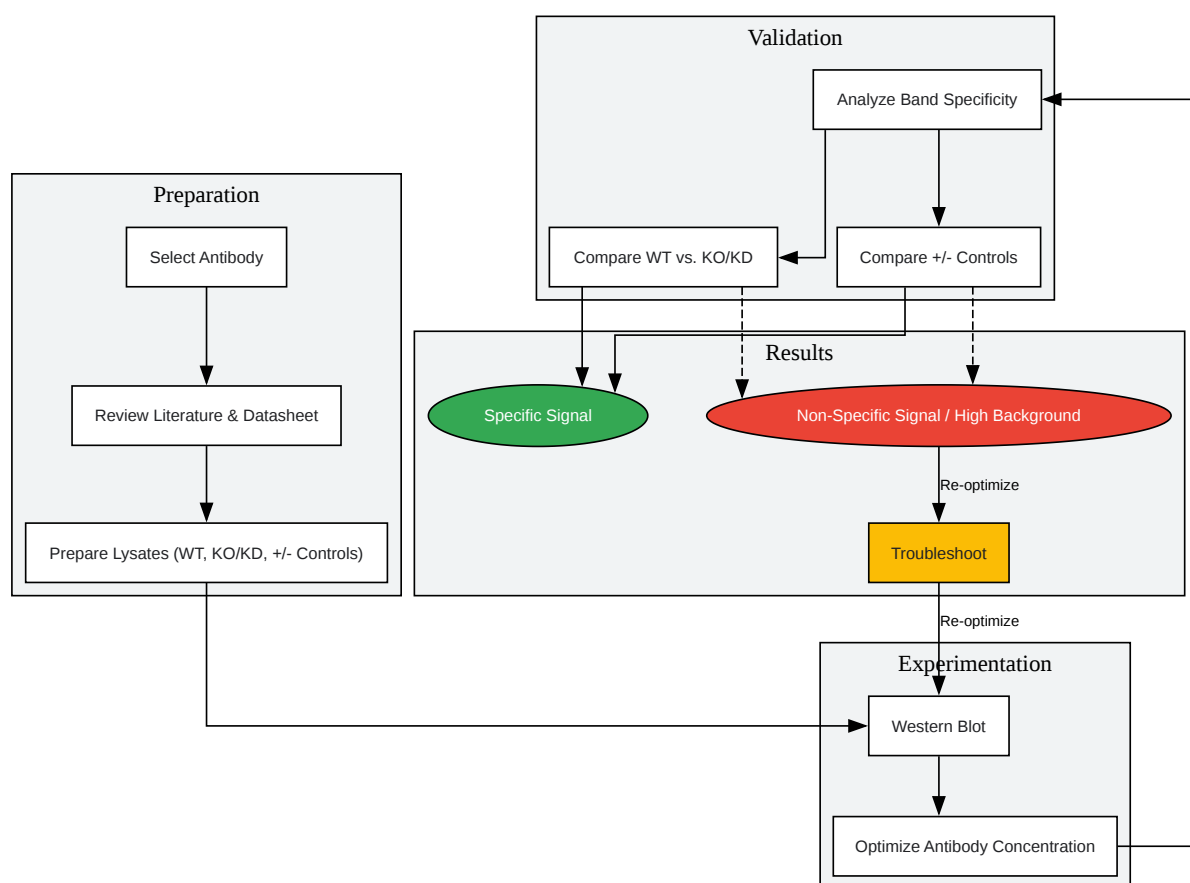 Validation
Analyze Band Specificity
Preparation
Select Antibody
Compare WT vs. KO/KD
Compare +/- Controls
Results
Review Literature & Datasheet
Specific Signal
Non-Specific Signal / High Background
Re-optimize
Prepare Lysates (WT, KO/KD, +/- Controls)
Troubleshoot
Re-optimize
Experimentation
Western Blot
Optimize Antibody Concentration